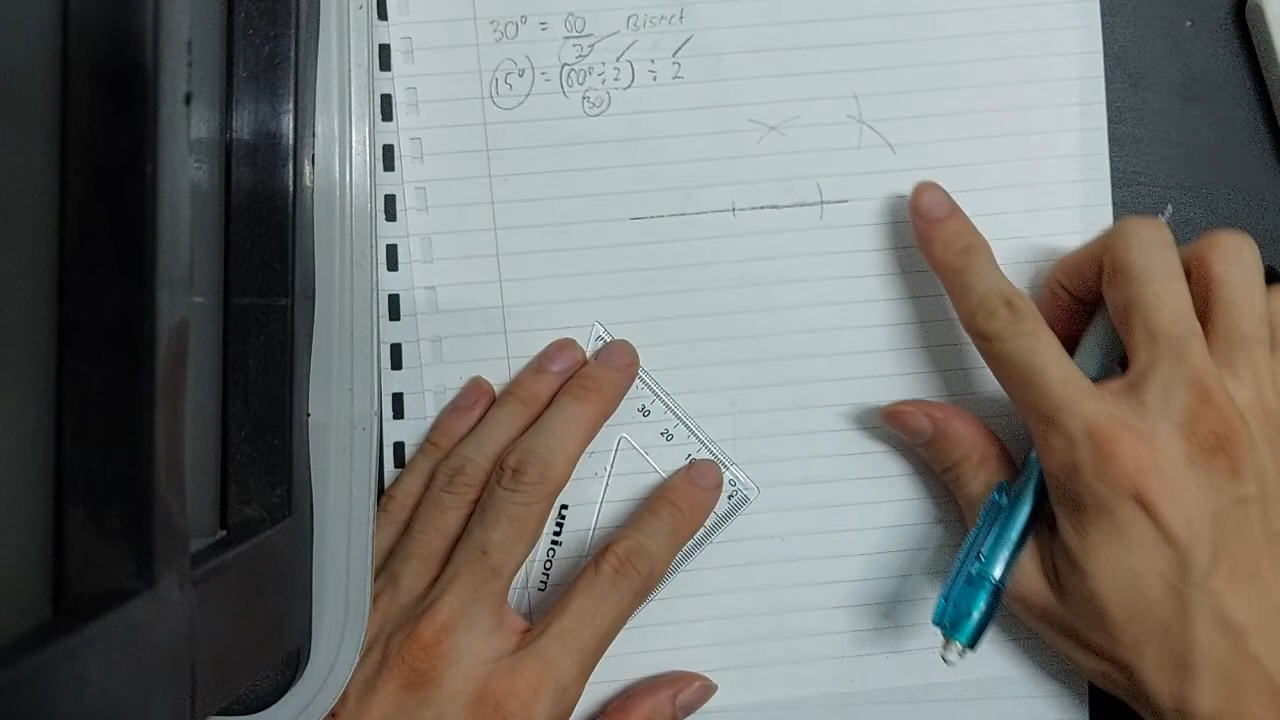 30° = 60/2 Bisect
15° = (60° ÷ 2) ÷ 2
30
30
20
10
0
unicorn